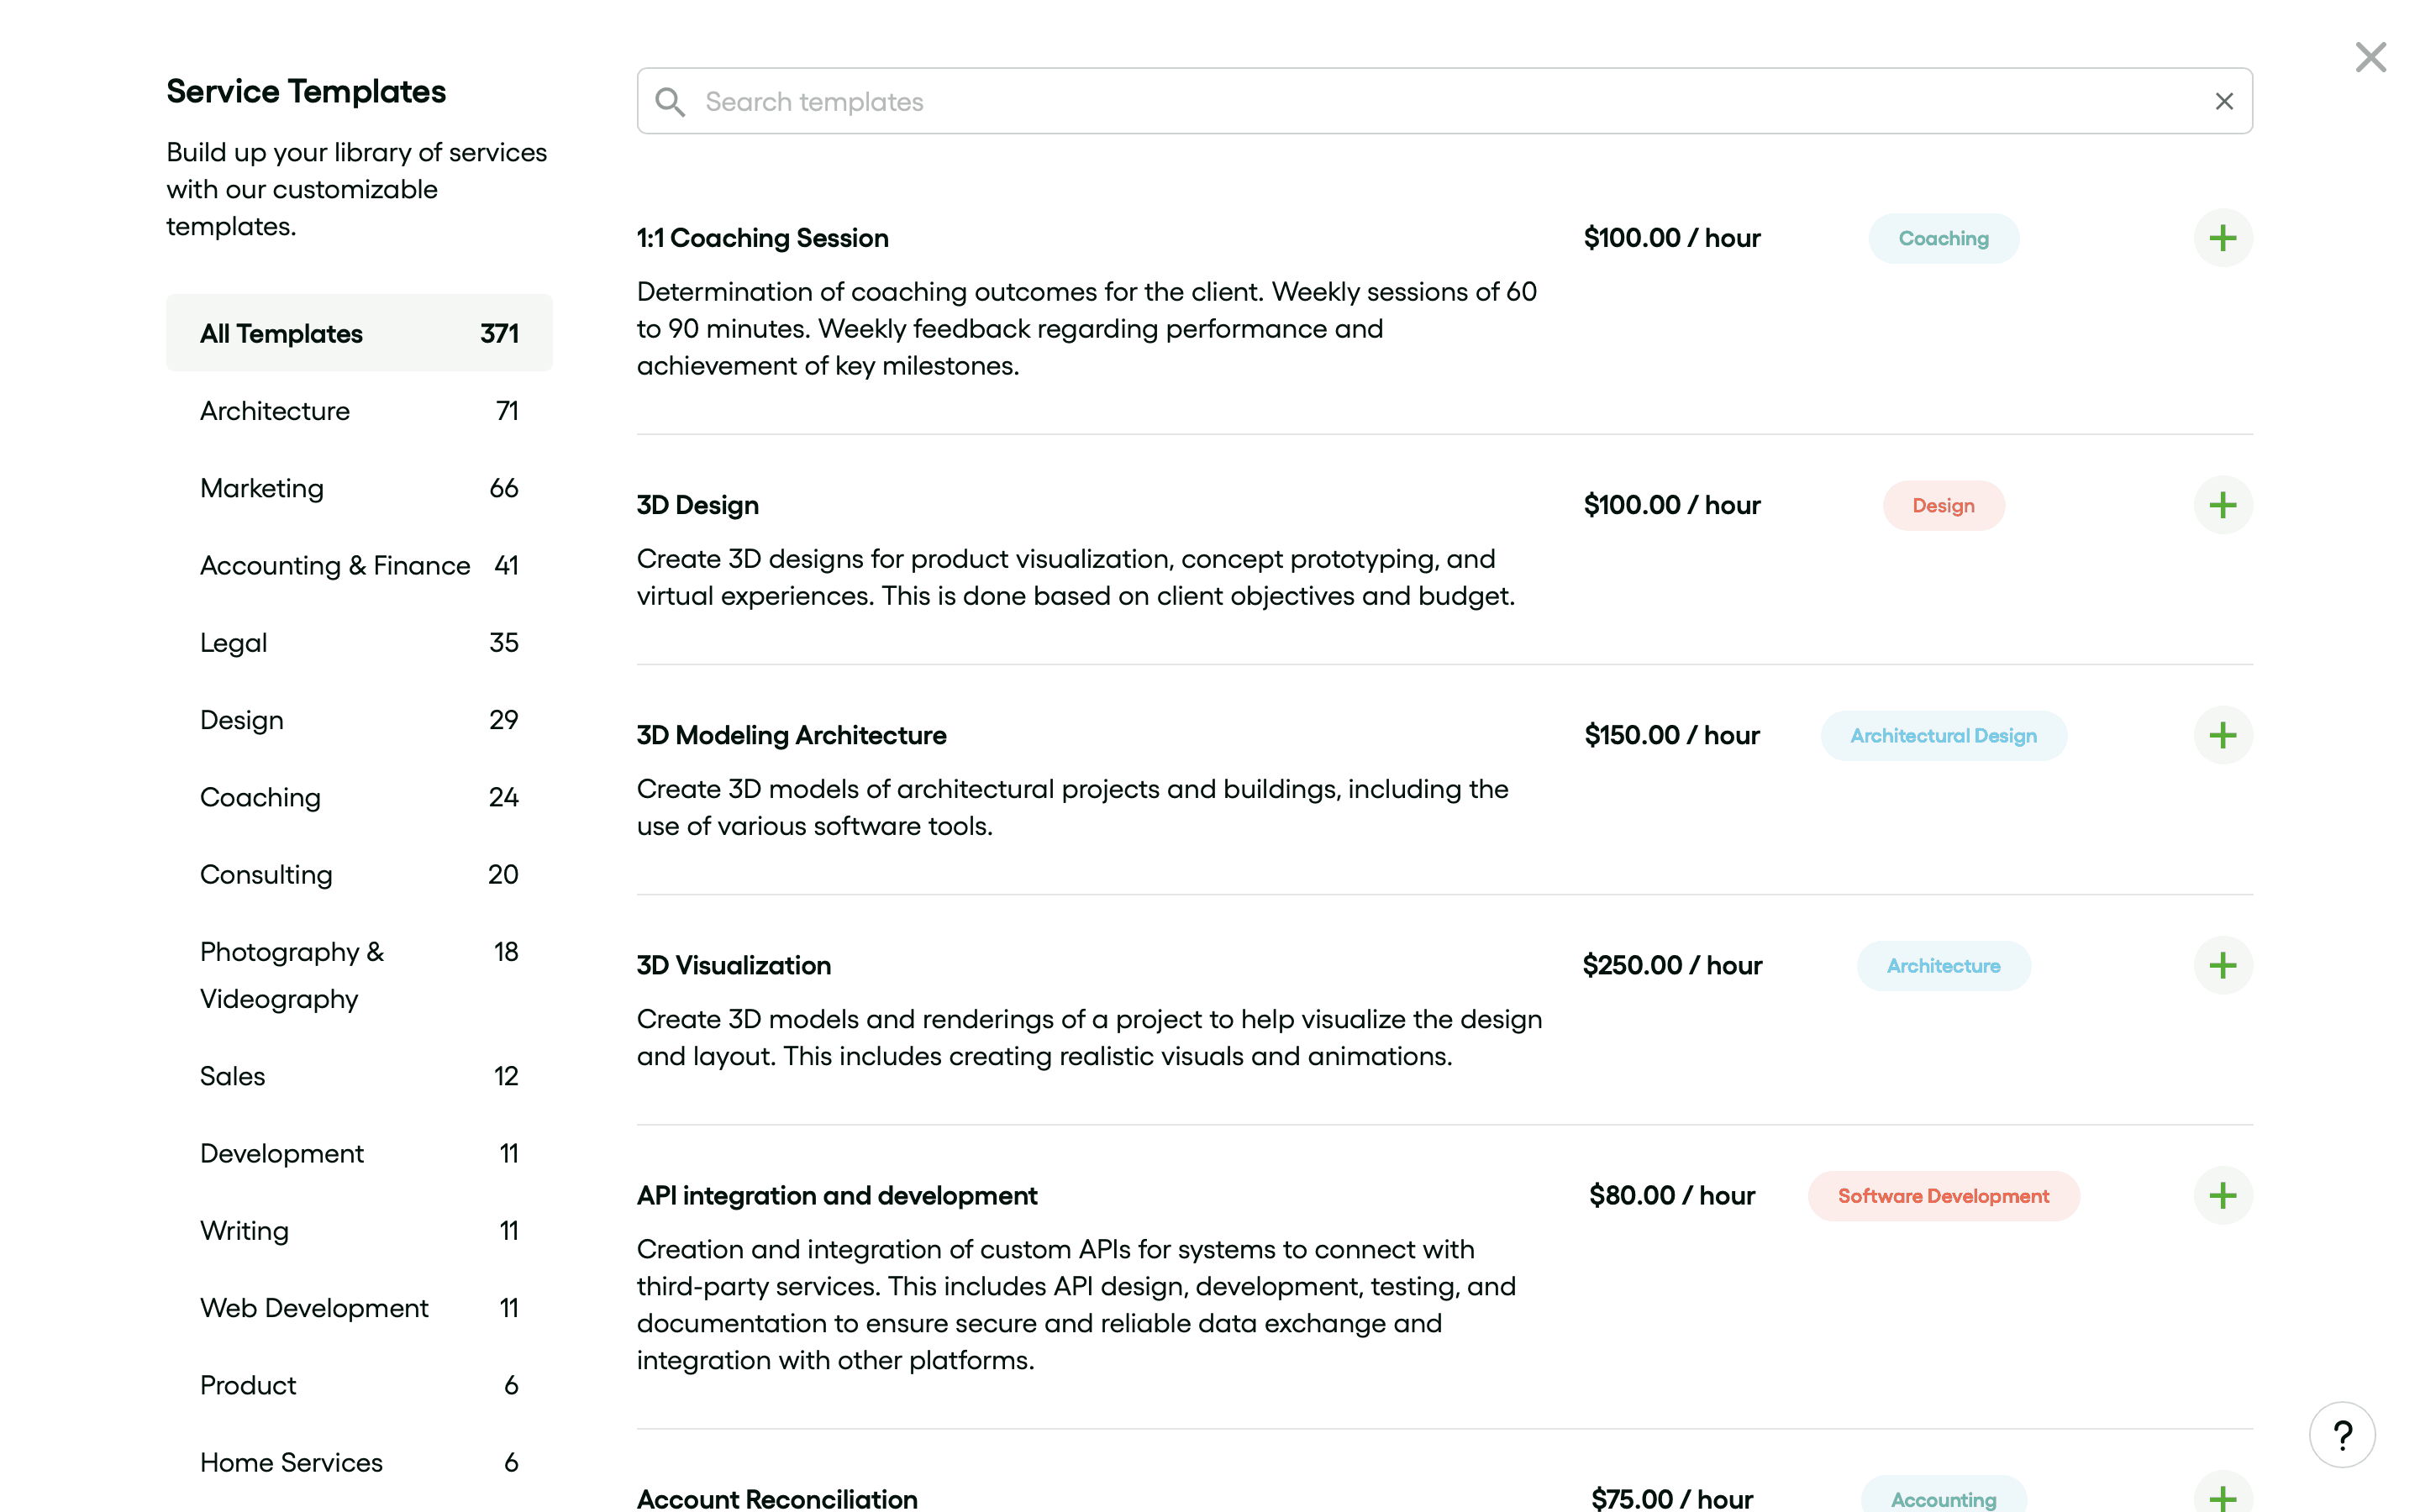 Service Templates
Build up your library of services
with our customizable
templates.
All Templates 371
Architecture 71
Marketing 66
Accounting & Finance 41
Legal 35
Design 29
Coaching 24
Consulting 20
Photography & 18
Videography
Sales 12
Development 11
Writing 11
Web Development 11
Product 6
Home Services 6
Search templates
1:1 Coaching Session $100.00 / hour Coaching
Determination of coaching outcomes for the client. Weekly sessions of 60
to 90 minutes. Weekly feedback regarding performance and
achievement of key milestones.
3D Design $100.00 / hour Design
Create 3D designs for product visualization, concept prototyping, and
virtual experiences. This is done based on client objectives and budget.
3D Modeling Architecture $150.00 / hour Architectural Design
Create 3D models of architectural projects and buildings, including the
use of various software tools.
3D Visualization $250.00 / hour Architecture
Create 3D models and renderings of a project to help visualize the design
and layout. This includes creating realistic visuals and animations.
API integration and development $80.00 / hour Software Development
Creation and integration of custom APIs for systems to connect with
third-party services. This includes API design, development, testing, and
documentation to ensure secure and reliable data exchange and
integration with other platforms.
Account Reconciliation $75.00 / hour Accounting
?